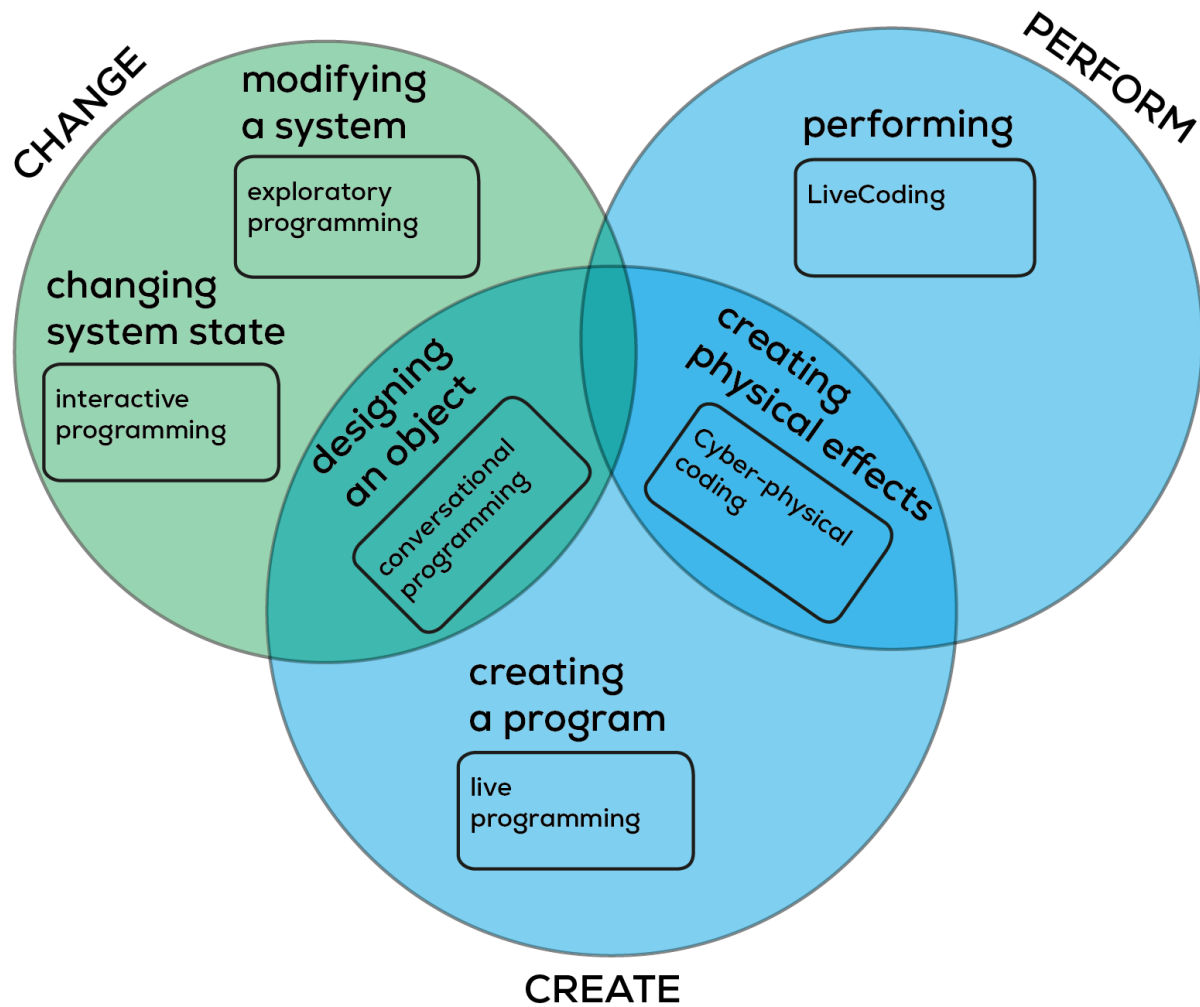 CHANGE
modifying
a system
exploratory
programming
changing
system state
interactive
programming
designing
an object
conversational
programming
PERFORM
performing
LiveCoding
creating
physical effects
Cyber-physical
coding
creating
a program
live
programming
CREATE